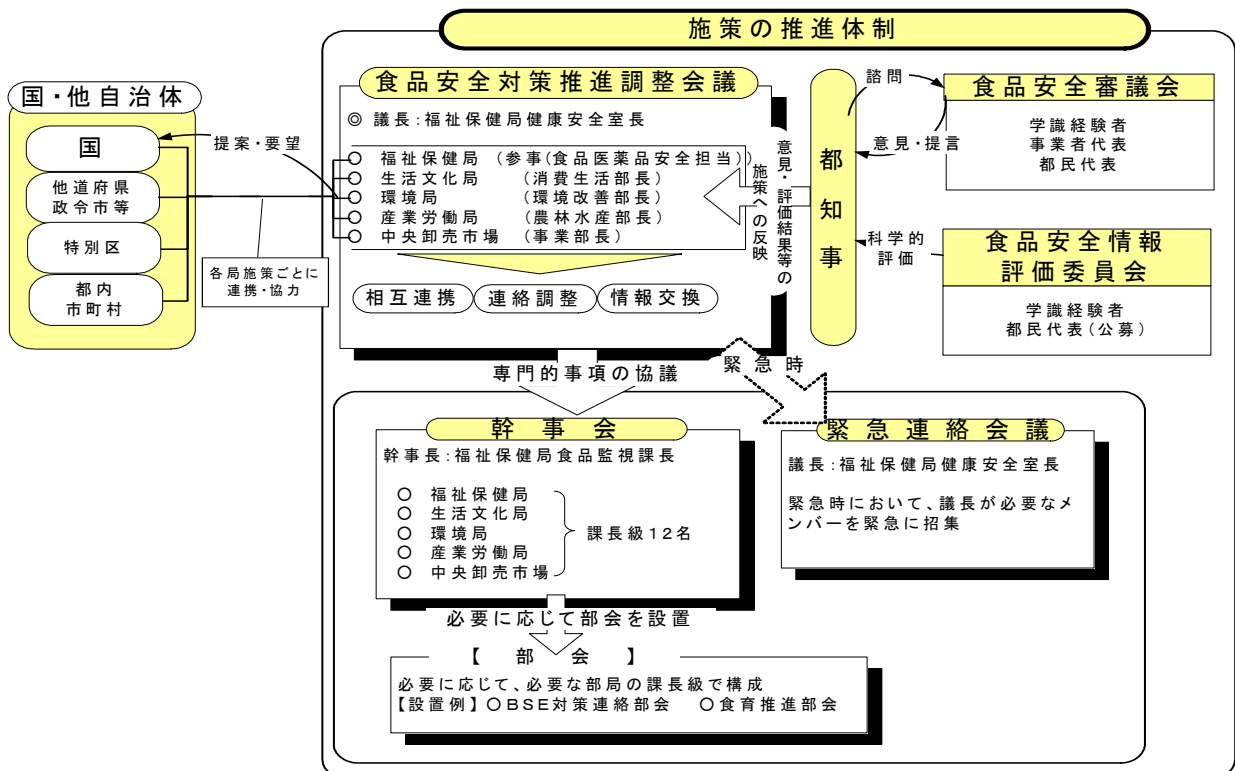 施策の推進体制
国・他自治体
国
他道府県
政令市等
特別区
都内
市町村
提案・要望
各局施策ごとに
連携・協力
食品安全対策推進調整会議
◎ 議長:福祉保健局健康安全室長
○ 福祉保健局 (参事(食品医薬品安全担当))
○ 生活文化局 (消費生活部長)
○ 環境局 (環境改善部長)
○ 産業労働局 (農林水産部長)
○ 中央卸売市場 (事業部長)
相互連携
連絡調整
情報交換
意見・評価結果等の
施策への反映
都知事
諮問
意見・提言
科学的
評価
食品安全審議会
学識経験者
事業者代表
都民代表
食品安全情報
評価委員会
学識経験者
都民代表(公募)
専門的事項の協議
緊急時
幹事会
幹事長:福祉保健局食品監視課長
○ 福祉保健局
○ 生活文化局
○ 環境局
○ 産業労働局
○ 中央卸売市場
課長級12名
緊急連絡会議
議長:福祉保健局健康安全室長
緊急時において、議長が必要なメ
ンバーを緊急に招集
必要に応じて部会を設置
【 部 会 】
必要に応じて、必要な部局の課長級で構成
【設置例】○BSE対策連絡部会 ○食育推進部会